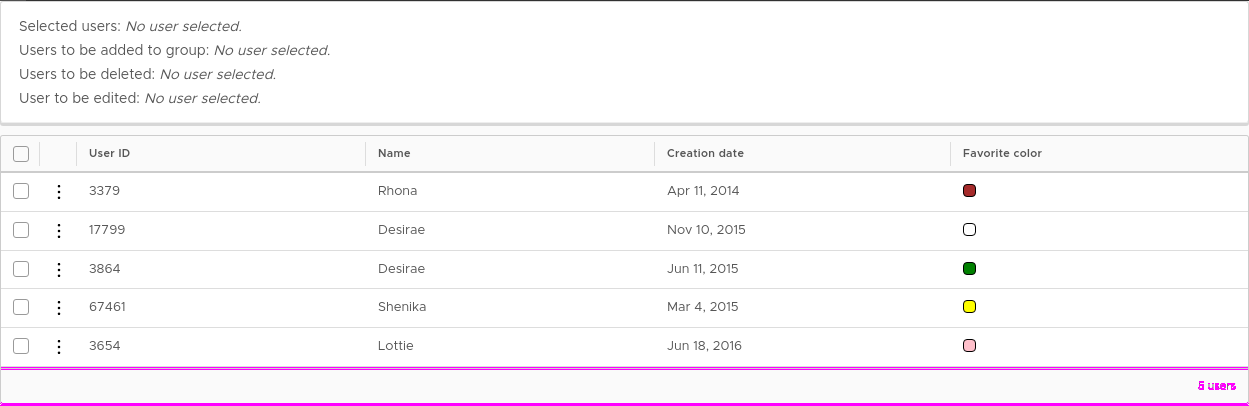 Selected users: No user selected.
Users to be added to group: No user selected.
Users to be deleted: No user selected.
User to be edited: No user selected.
User ID Name Creation date Favorite color
3379 Rhona Apr 11, 2014
17799 Desirae Nov 10, 2015
3864 Desirae Jun 11, 2015
67461 Shenika Mar 4, 2015
3654 Lottie Jun 18, 2016
5 users